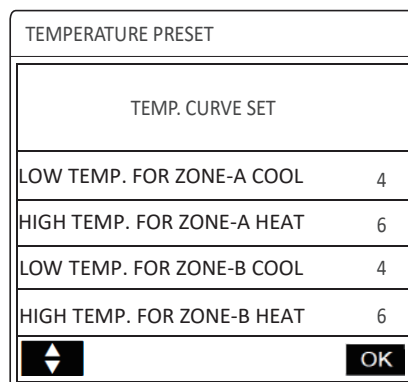 TEMPERATURE PRESET
TEMP. CURVE SET
LOW TEMP. FOR ZONE-A COOL 4
HIGH TEMP. FOR ZONE-A HEAT 6
LOW TEMP. FOR ZONE-B COOL 4
HIGH TEMP. FOR ZONE-B HEAT 6
OK